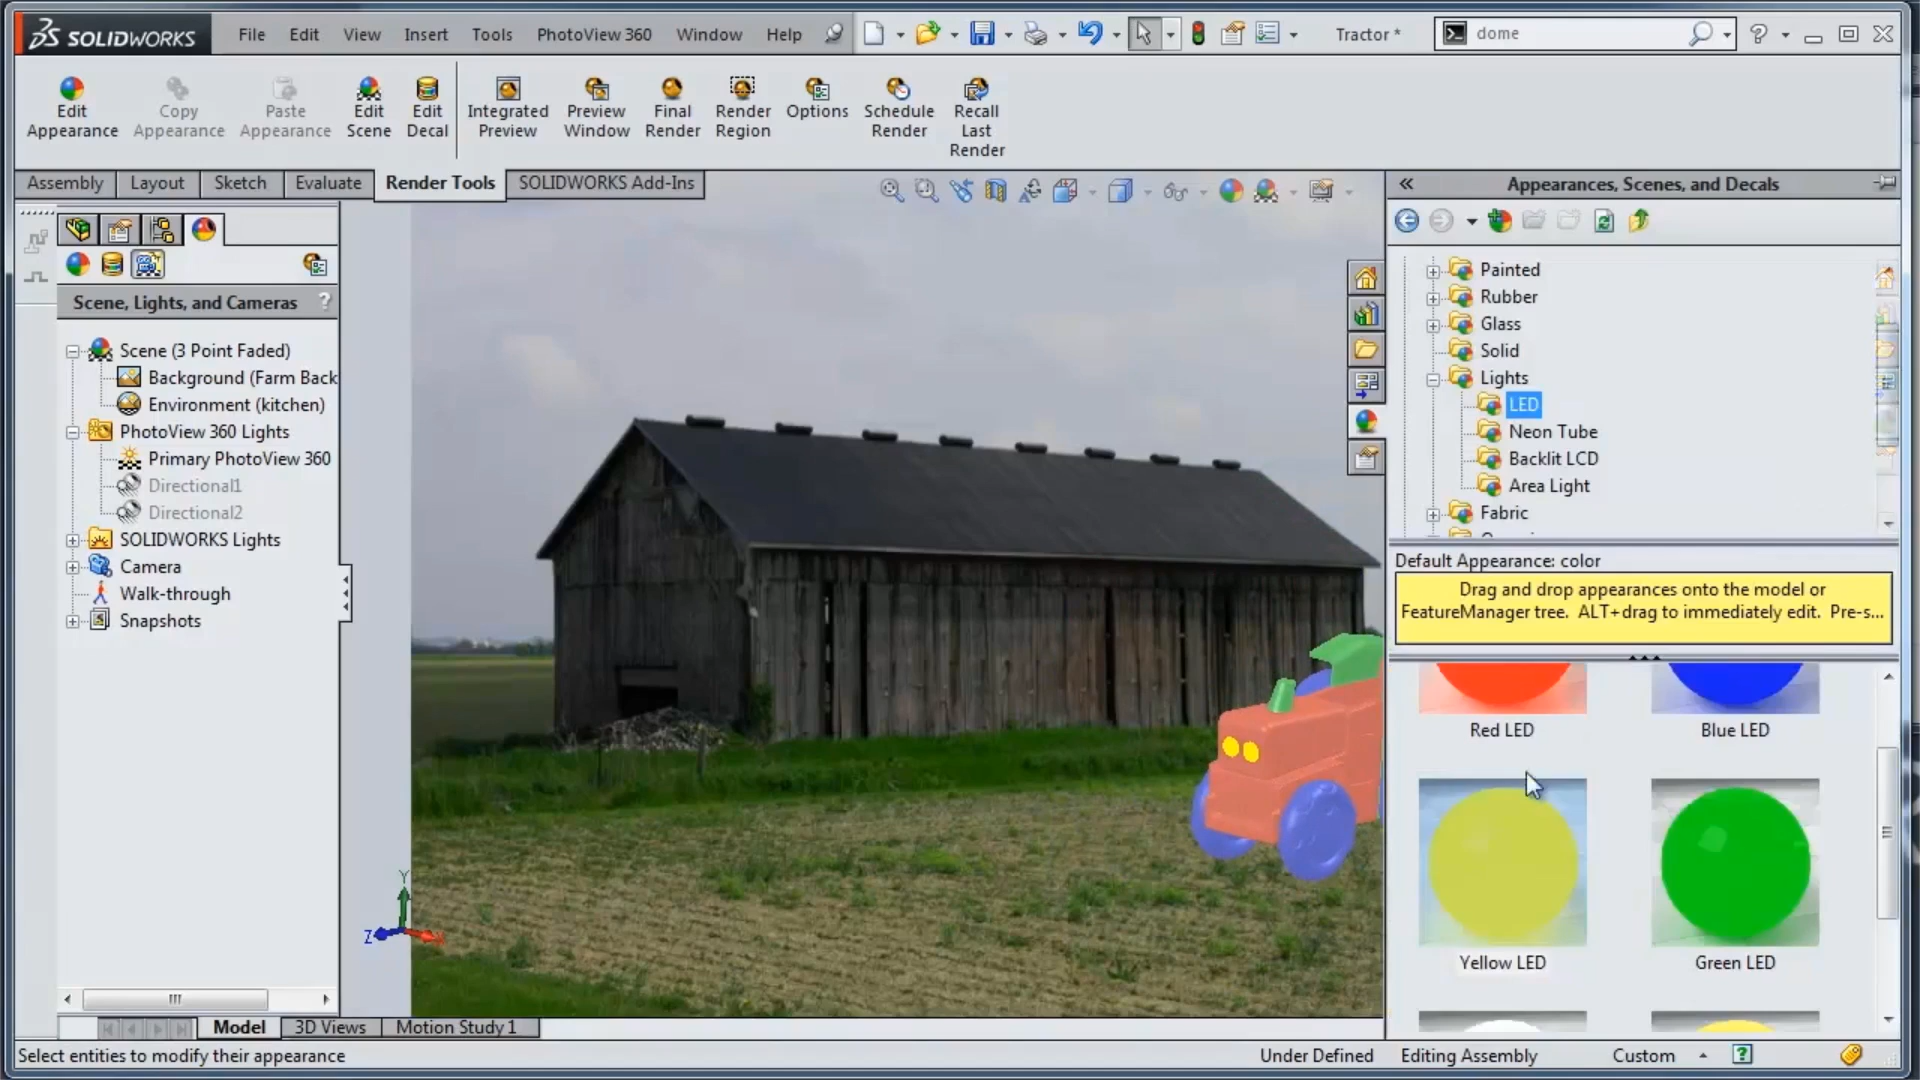 SOLIDWORKS File Edit View Insert Tools PhotoView 360 Window Help Tractor * dome
Edit Appearance
Copy Appearance
Paste Appearance
Edit Scene
Edit Decal
Integrated Preview
Preview Window
Final Render
Render Region
Options
Schedule Render
Recall Last Render
Assembly Layout Sketch Evaluate Render Tools SOLIDWORKS Add-Ins
Scene, Lights, and Cameras ?
Scene (3 Point Faded)
Background (Farm Back
Environment (kitchen)
PhotoView 360 Lights
Primary PhotoView 360
Directional1
Directional2
SOLIDWORKS Lights
Camera
Walk-through
Snapshots
Y
Z
X
Appearances, Scenes, and Decals
Painted
Rubber
Glass
Solid
Lights
LED
Neon Tube
Backlit LCD
Area Light
Fabric
Default Appearance: color
Drag and drop appearances onto the model or
FeatureManager tree. ALT+drag to immediately edit. Pre-s...
Red LED Blue LED
Yellow LED Green LED
Model 3D Views Motion Study 1
Select entities to modify their appearance Under Defined Editing Assembly Custom